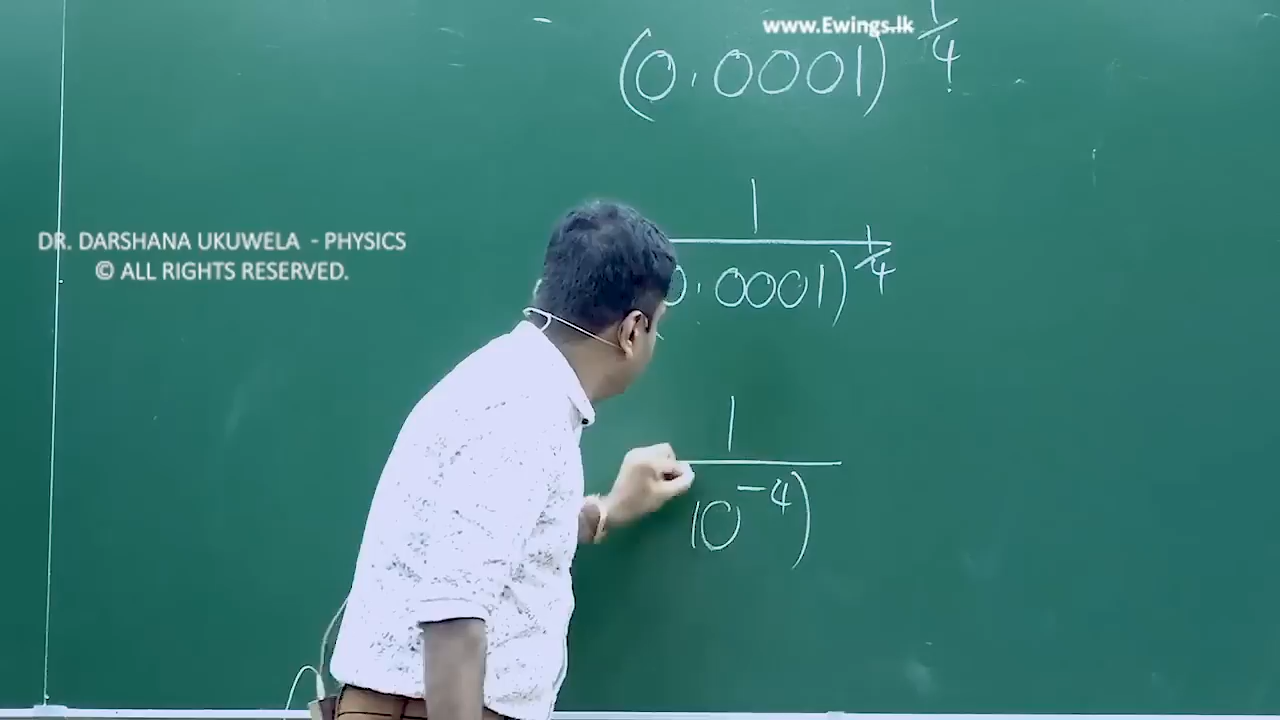 www.Ewings.lk
(0.0001)^1/4
DR. DARSHANA UKUWELA - PHYSICS
© ALL RIGHTS RESERVED.
1
0.0001)^1/4
1
10^-4)